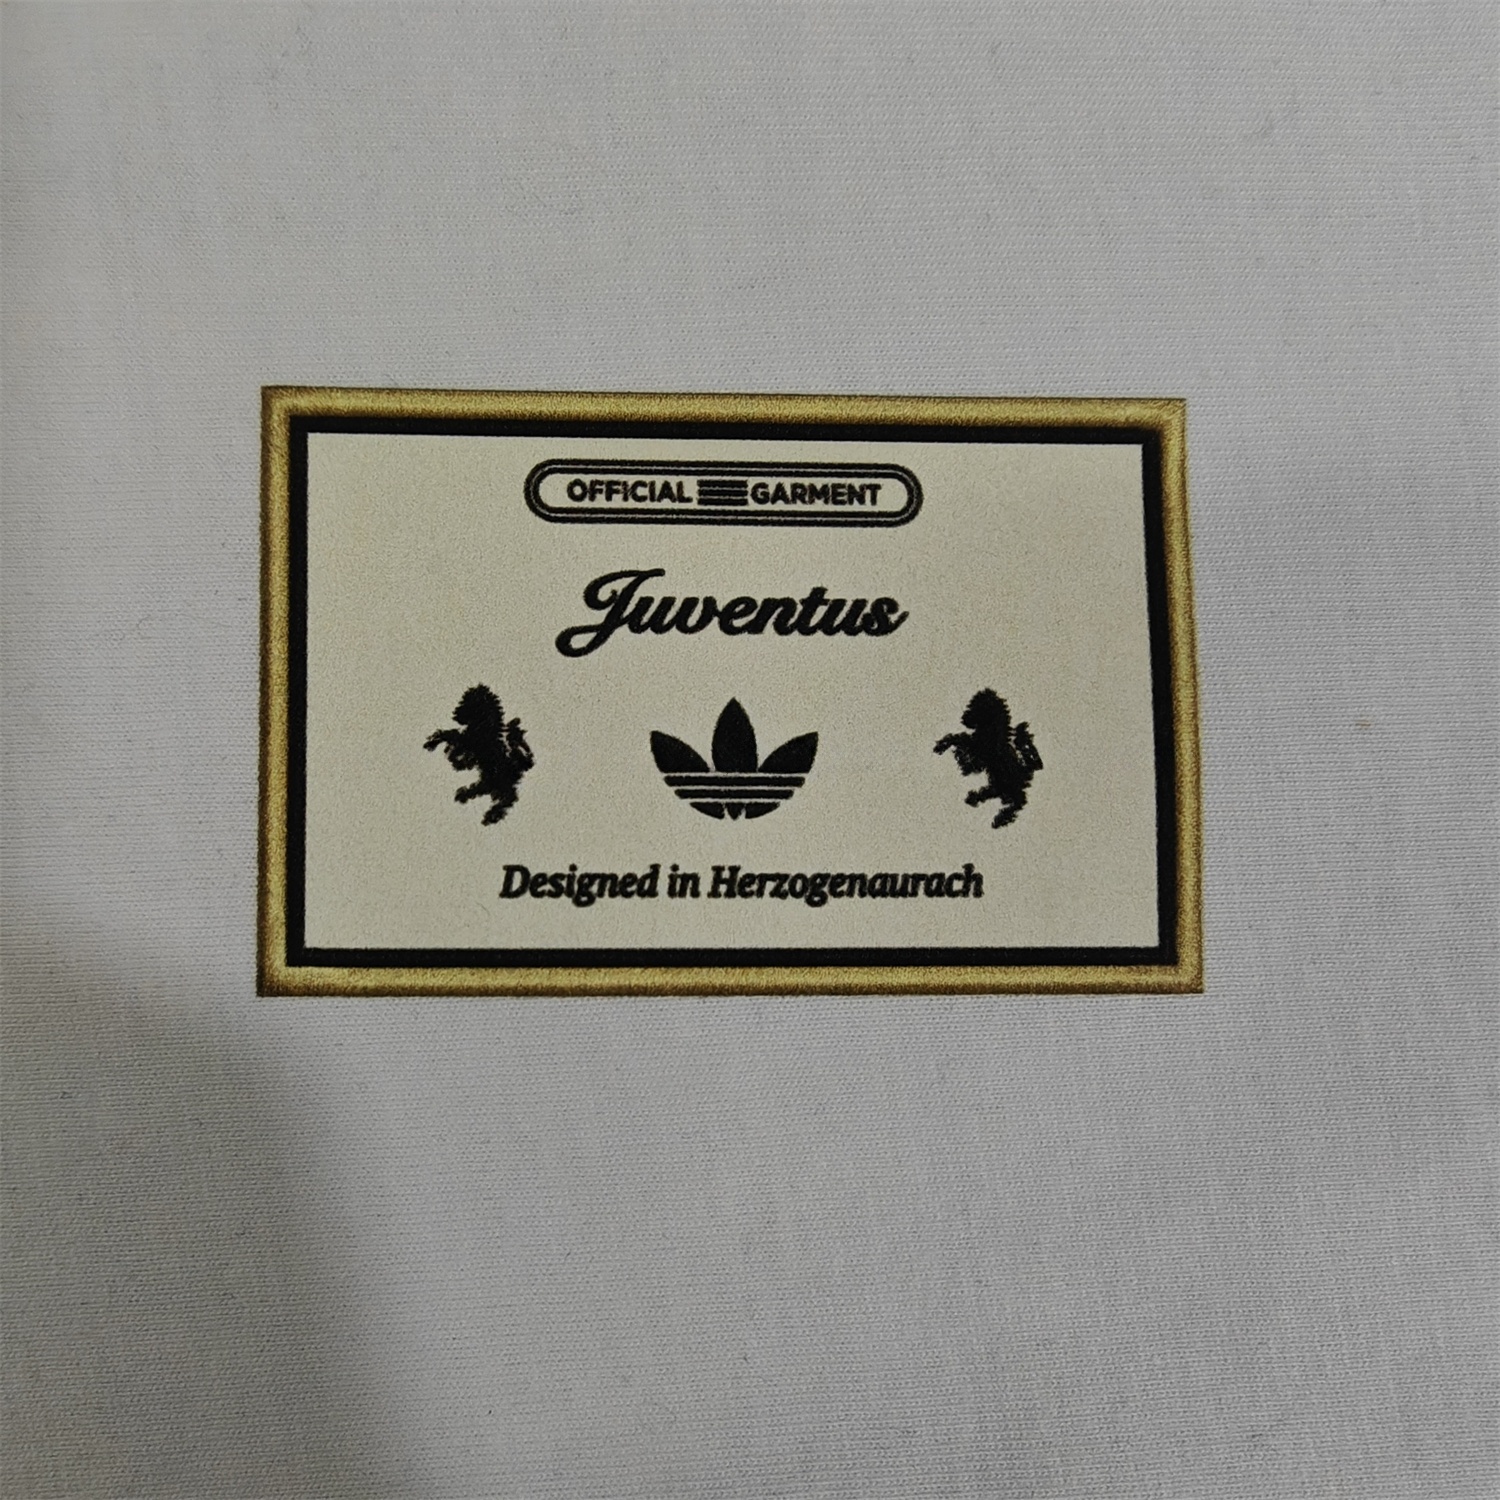 OFFICIAL GARMENT
Juventus
Designed in Herzogenaurach